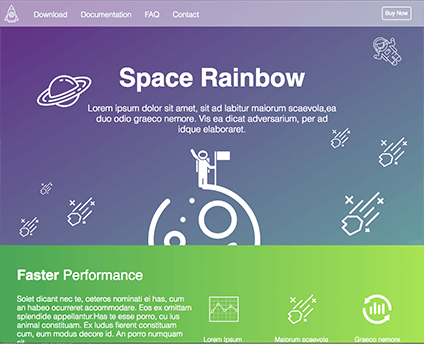 Download Documentation FAQ Contact Buy Now
Space Rainbow
Lorem ipsum dolor sit amet, sit ad labitur maiorum scaevola,ea
duo odio graeco nemore. Vis ea dicat adversarium, per ad
idque elaboraret.
Faster Performance
Solet dicant nec te, ceteros nominati ei has, cum
an habeo ocurreret accommodare. Eos ex omittam
splendide appellantur.Has te esse porro, cu ius
animal constituam. Ex ludus fierent constituam
cum, eum modus decore id. An porro numquam
Lorem Ipsum Maiorum scaevola Graeco nemore